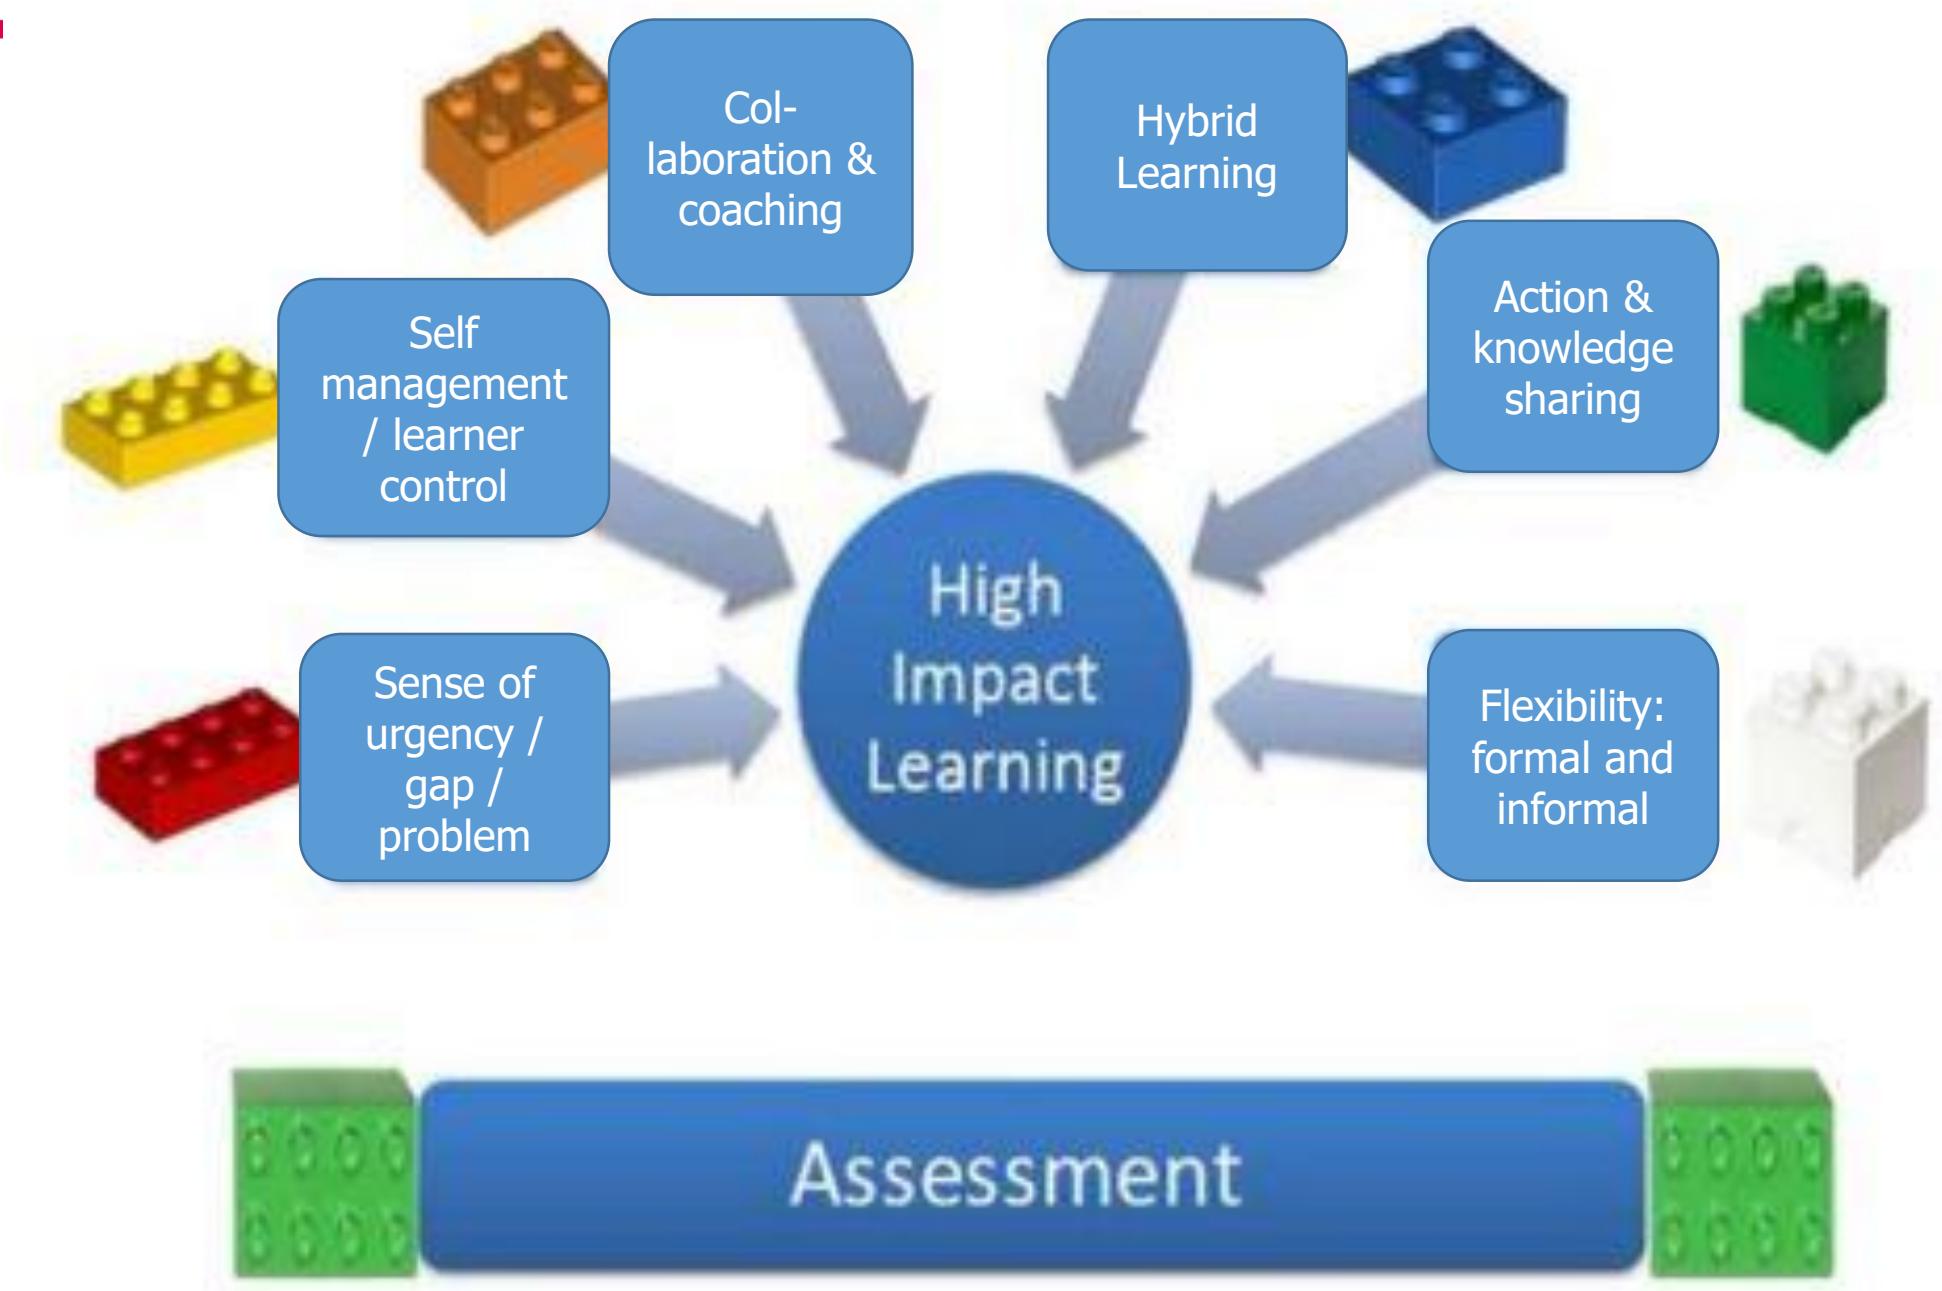 Col-
laboration &
coaching
Hybrid
Learning
Action &
knowledge
sharing
Self
management
/ learner
control
High
Impact
Learning
Sense of
urgency /
gap /
problem
Flexibility:
formal and
informal
Assessment